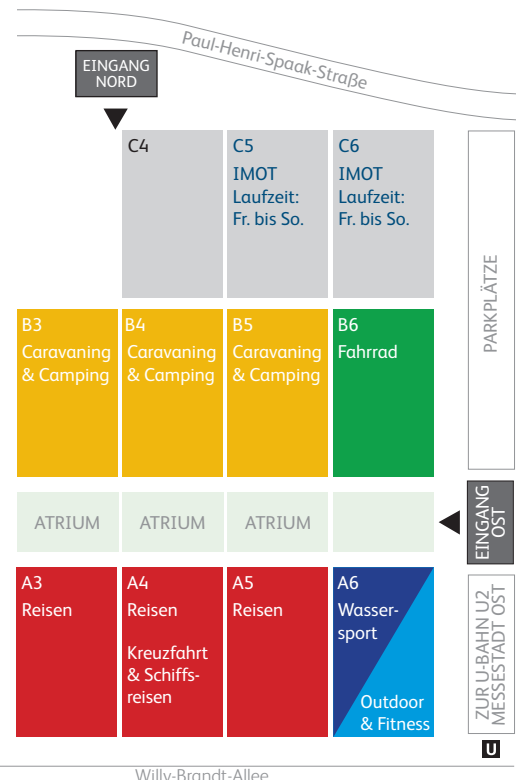 Paul-Henri-Spaak-Straße
EINGANG
NORD
C4
C5
IMOT
Laufzeit:
Fr. bis So.
C6
IMOT
Laufzeit:
Fr. bis So.
PARKPLÄTZE
B3
Caravaning
& Camping
B4
Caravaning
& Camping
B5
Caravaning
& Camping
B6
Fahrrad
ATRIUM
ATRIUM
ATRIUM
EINGANG
OST
A3
Reisen
A4
Reisen
Kreuzfahrt
& Schiffs-
reisen
A5
Reisen
A6
Wasser-
sport
Outdoor
& Fitness
ZUR U-BAHN U2
MESSESTADT OST
U
Willy-Brandt-Allee